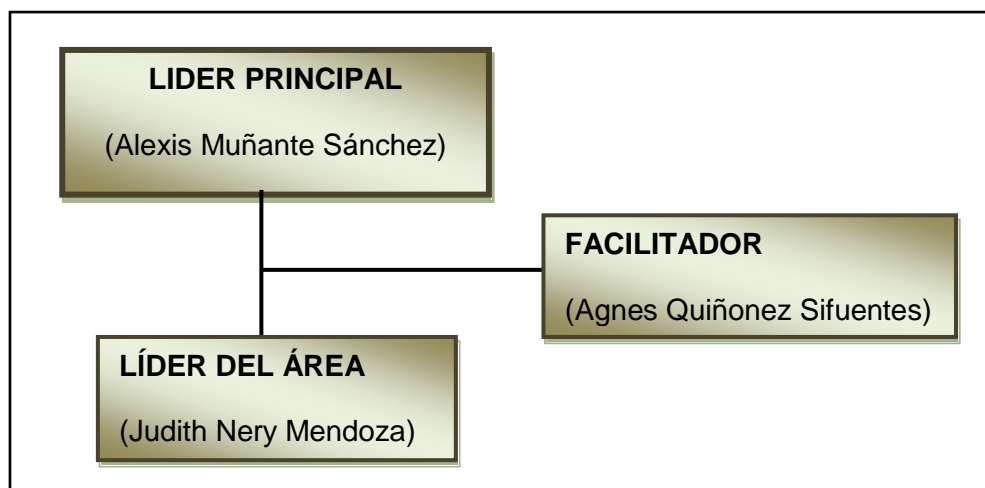 LIDER PRINCIPAL
(Alexis Muñante Sánchez)
FACILITADOR
(Agnes Quiñonez Sifuentes)
LÍDER DEL ÁREA
(Judith Nery Mendoza)